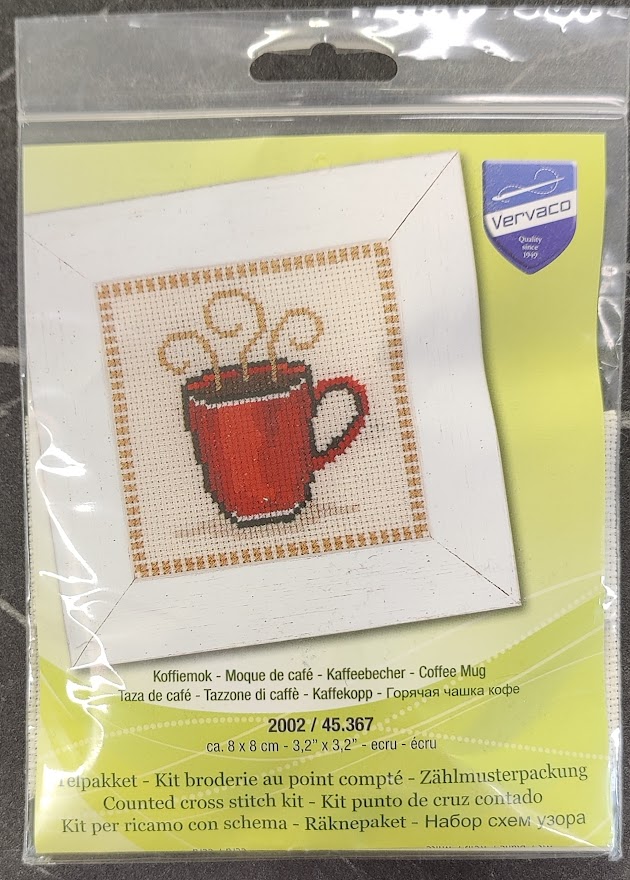 Vervaco
Quality
since
1949
Koffiemok - Moque de café - Kaffeebecher - Coffee Mug
Taza de café - Tazzone di caffè - Kaffekopp - Горячая чашка кофе
2002 / 45.367
ca. 8 x 8 cm - 3,2” x 3,2” - ecru - écru
Telpakket - Kit broderie au point compté - Zählmusterpackung
Counted cross stitch kit - Kit punto de cruz contado
Kit per ricamo con schema - Räknepaket - Набор схем узора